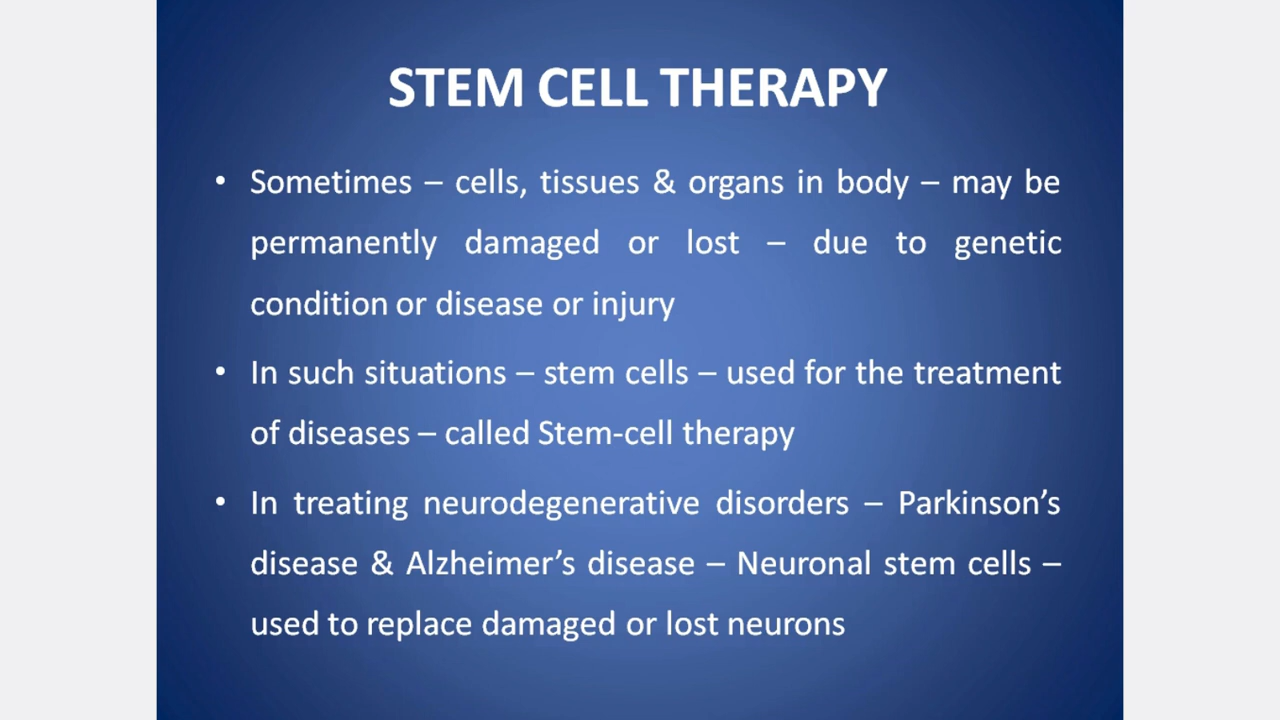 STEM CELL THERAPY
• Sometimes – cells, tissues & organs in body – may be
permanently damaged or lost – due to genetic
condition or disease or injury
• In such situations – stem cells – used for the treatment
of diseases – called Stem-cell therapy
• In treating neurodegenerative disorders – Parkinson’s
disease & Alzheimer’s disease – Neuronal stem cells –
used to replace damaged or lost neurons